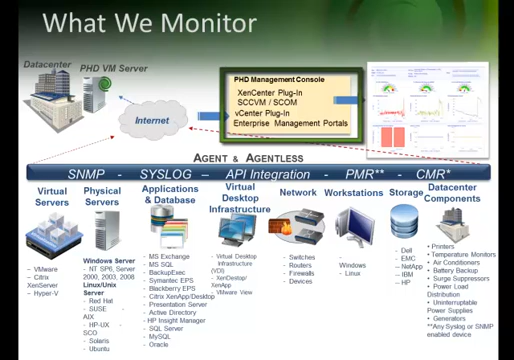 What We Monitor
Datacenter
PHD VM Server
PHD Management Console
XenCenter Plug-In
SCCVM / SCOM
vCenter Plug-In
Enterprise Management Portals
Internet
AGENT & AGENTLESS
SNMP - SYSLOG – API Integration - PMR** - CMR*
Virtual
Servers
– VMware
– Citrix
XenServer
– Hyper-V
Physical
Servers
Windows Server
– NT SP6, Server
2000, 2003, 2008
Linux/Unix
Server
– Red Hat
– SUSE –
AIX
– HP-UX –
SCO
– Solaris
– Ubuntu
Applications
& Database
– MS Exchange
– MS SQL
– BackupExec
– Symantec EPS
– Blackberry EPS
– Citrix XenApp/Desktop
– Presentation Server
– Active Directory
– HP Insight Manager
– SQL Server
– MySQL
– Oracle
Virtual
Desktop
Infrastructure
– Virtual Desktop
Infrastructure
(VDI)
– XenDestop/
XenApp
– VMware View
Network
– Switches
– Routers
– Firewalls
– Devices
Workstations
– Windows
– Linux
Storage
– Dell
– EMC
– NetApp
– IBM
– HP
Datacenter
Components
• Printers
• Temperature Monitors
• Air Conditioners
• Battery Backup
• Surge Suppressors
• Power Load
Distribution
• Uninterruptable
Power Supplies
• Generators
**Any Syslog or SNMP
enabled device